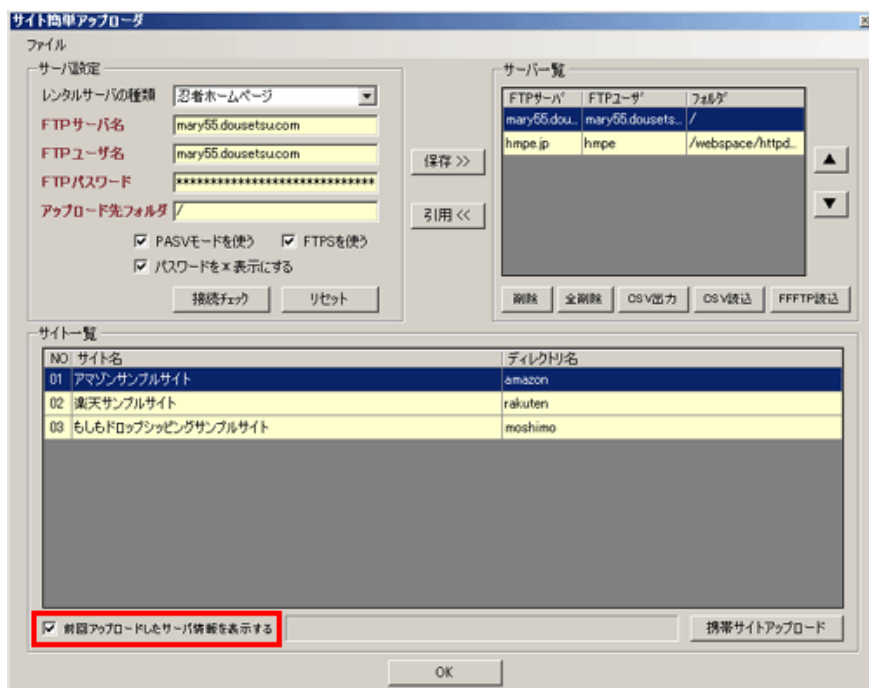 サイト簡単アップローダ
ファイル
サーバ設定
レンタルサーバの種類 忍者ホームページ
FTPサーバ名 mary55.dousetsu.com
FTPユーザ名 mary55.dousetsu.com
FTPパスワード *****************************
アップロード先フォルダ /
PASVモードを使う FTPSを使う
パスワードを*表示にする
接続チェック リセット
保存 >>
引用 <<
サーバー一覧
FTPサーバ FTPユーザ フォルダ
mary55.dou... mary55.dousets... /
hmpe.jp hmpe /webspace/httpd...
▲
▼
削除 全削除 CSV出力 CSV読込 FFFTP読込
サイト一覧
NO サイト名 ディレクトリ名
01 アマゾンサンプルサイト amazon
02 楽天サンプルサイト rakuten
03 もしもドロップシッピングサンプルサイト moshimo
前回アップロードしたサーバ情報を表示する 携帯サイトアップロード
OK